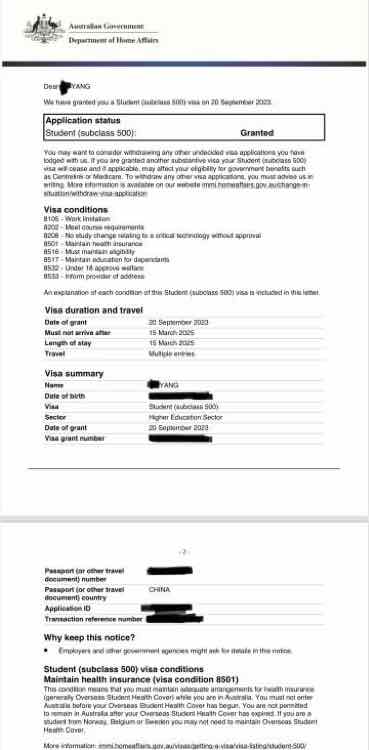 Australian Government
Department of Home Affairs
Dear YANG
We have granted you a Student (subclass 500) visa on 20 September 2023.
Application status
Student (subclass 500): Granted
You may want to consider withdrawing any other undecided visa applications you have
lodged with us. If you are granted another substantive visa your Student (subclass 500)
visa will cease and if applicable, may affect your eligibility for government benefits such
as Centrelink or Medicare. To withdraw any other visa applications, you must advise us in
writing. More information is available on our website immi.homeaffairs.gov.au/change-in-
situation/withdraw-visa-application
Visa conditions
8105 - Work limitation
8202 - Meet course requirements
8208 - No study change relating to a critical technology without approval
8501 - Maintain health insurance
8516 - Must maintain eligibility
8517 - Maintain education for dependants
8532 - Under 18 approve welfare
8533 - Inform provider of address
An explanation of each condition of this Student (subclass 500) visa is included in this letter.
Visa duration and travel
Date of grant 20 September 2023
Must not arrive after 15 March 2025
Length of stay 15 March 2025
Travel Multiple entries
Visa summary
Name YANG
Date of birth
Visa Student (subclass 500)
Sector Higher Education Sector
Date of grant 20 September 2023
Visa grant number
- 2 -
Passport (or other travel
document) number
Passport (or other travel CHINA
document) country
Application ID
Transaction reference number
Why keep this notice?
• Employers and other government agencies might ask for details in this notice.
Student (subclass 500) visa conditions
Maintain health insurance (visa condition 8501)
This condition means that you must maintain adequate arrangements for health insurance
(generally Overseas Student Health Cover) while you are in Australia. You must not enter
Australia before your Overseas Student Health Cover has begun. You are not permitted
to remain in Australia after your Overseas Student Health Cover has expired. If you are a
student from Norway, Belgium or Sweden you may not need to maintain Overseas Student
Health Cover.
More information: immi.homeaffairs.gov.au/visas/getting-a-visa/visa-listing/student-500/